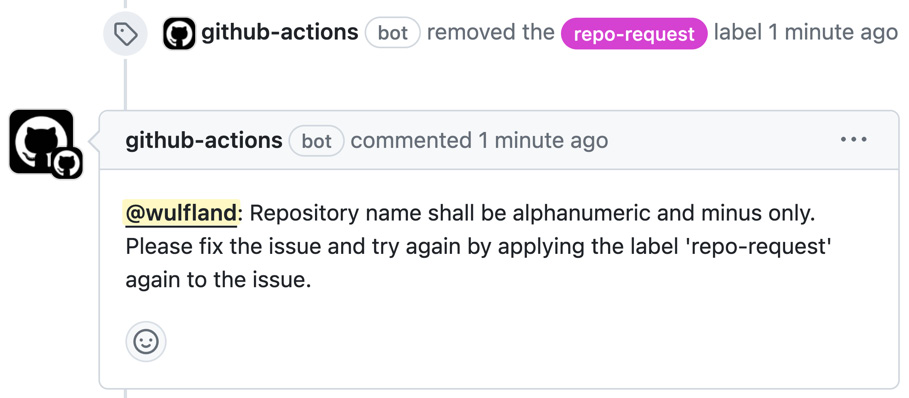 github-actions bot removed the repo-request label 1 minute ago
github-actions bot commented 1 minute ago
@wulfland: Repository name shall be alphanumeric and minus only.
Please fix the issue and try again by applying the label 'repo-request'
again to the issue.